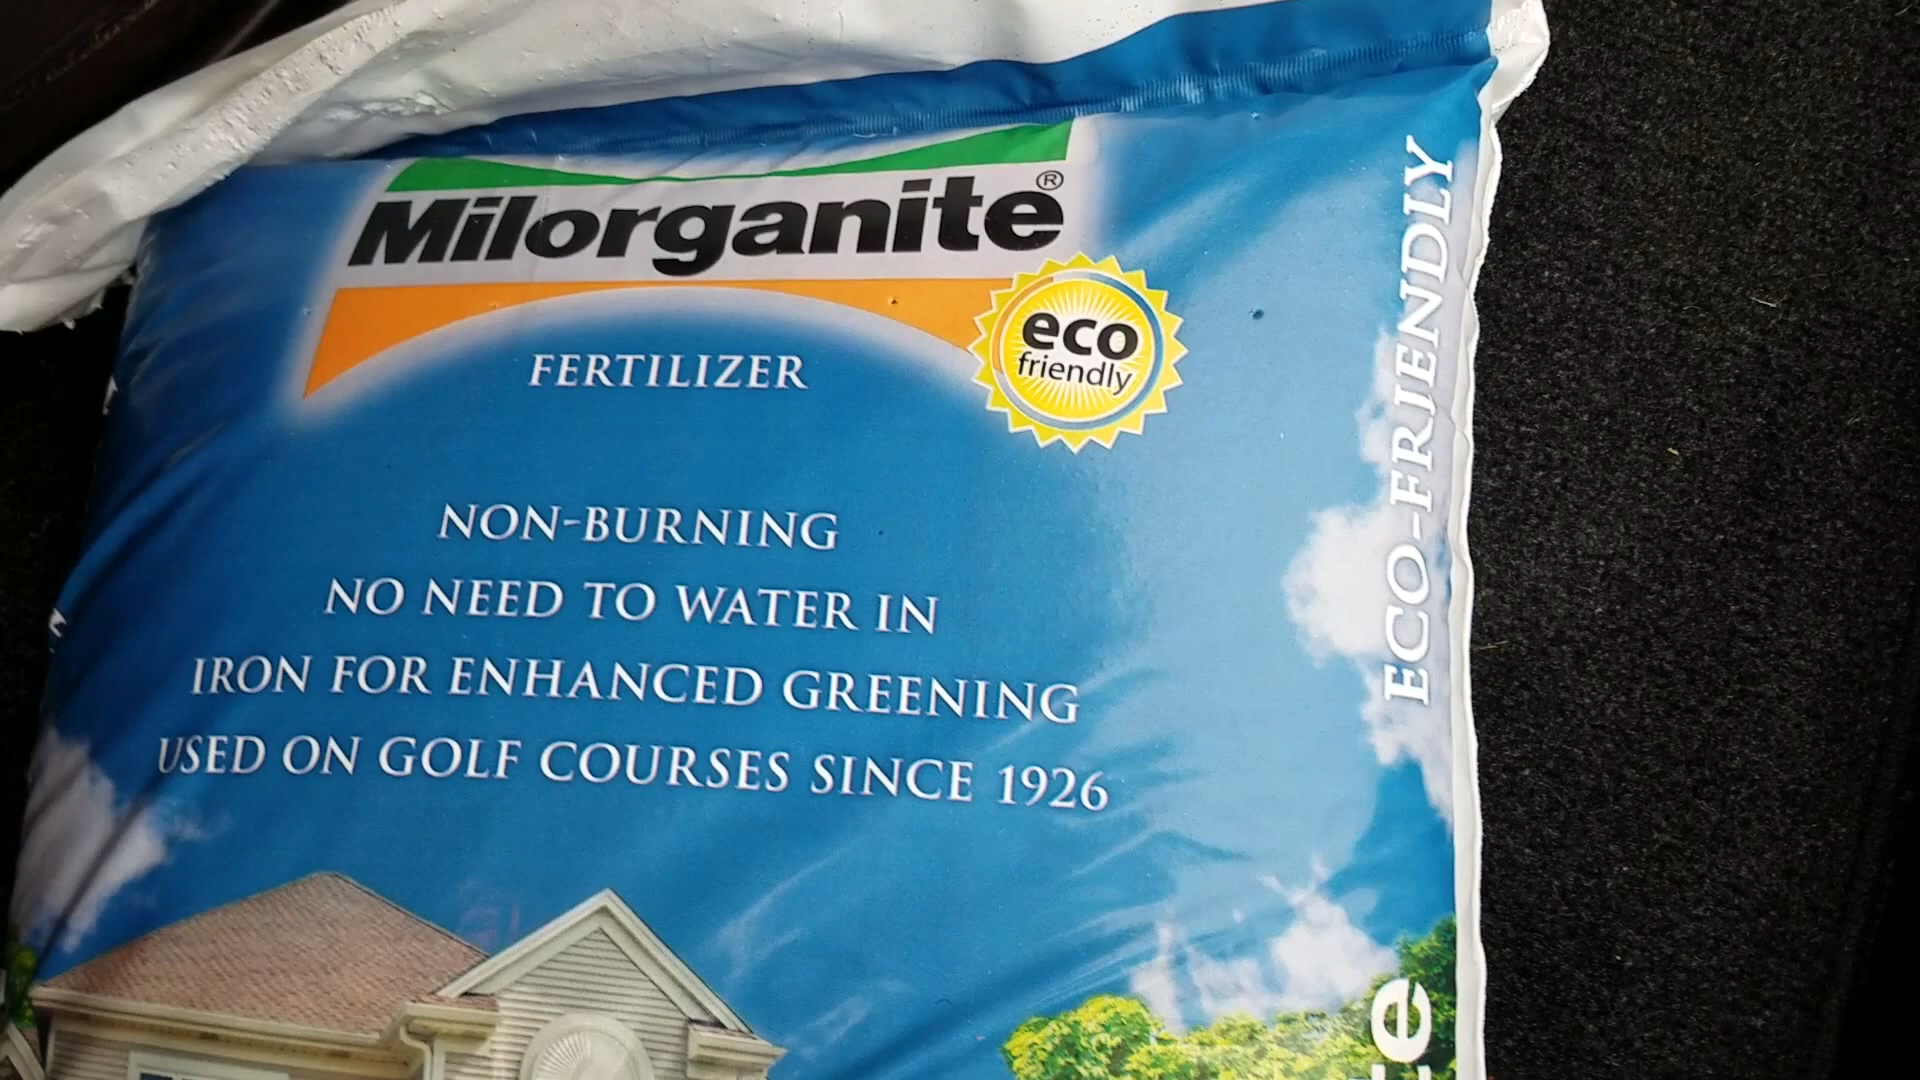 Milorganite®
eco
friendly
FERTILIZER
NON-BURNING
NO NEED TO WATER IN
IRON FOR ENHANCED GREENING
USED ON GOLF COURSES SINCE 1926
ECO-FRIENDLY